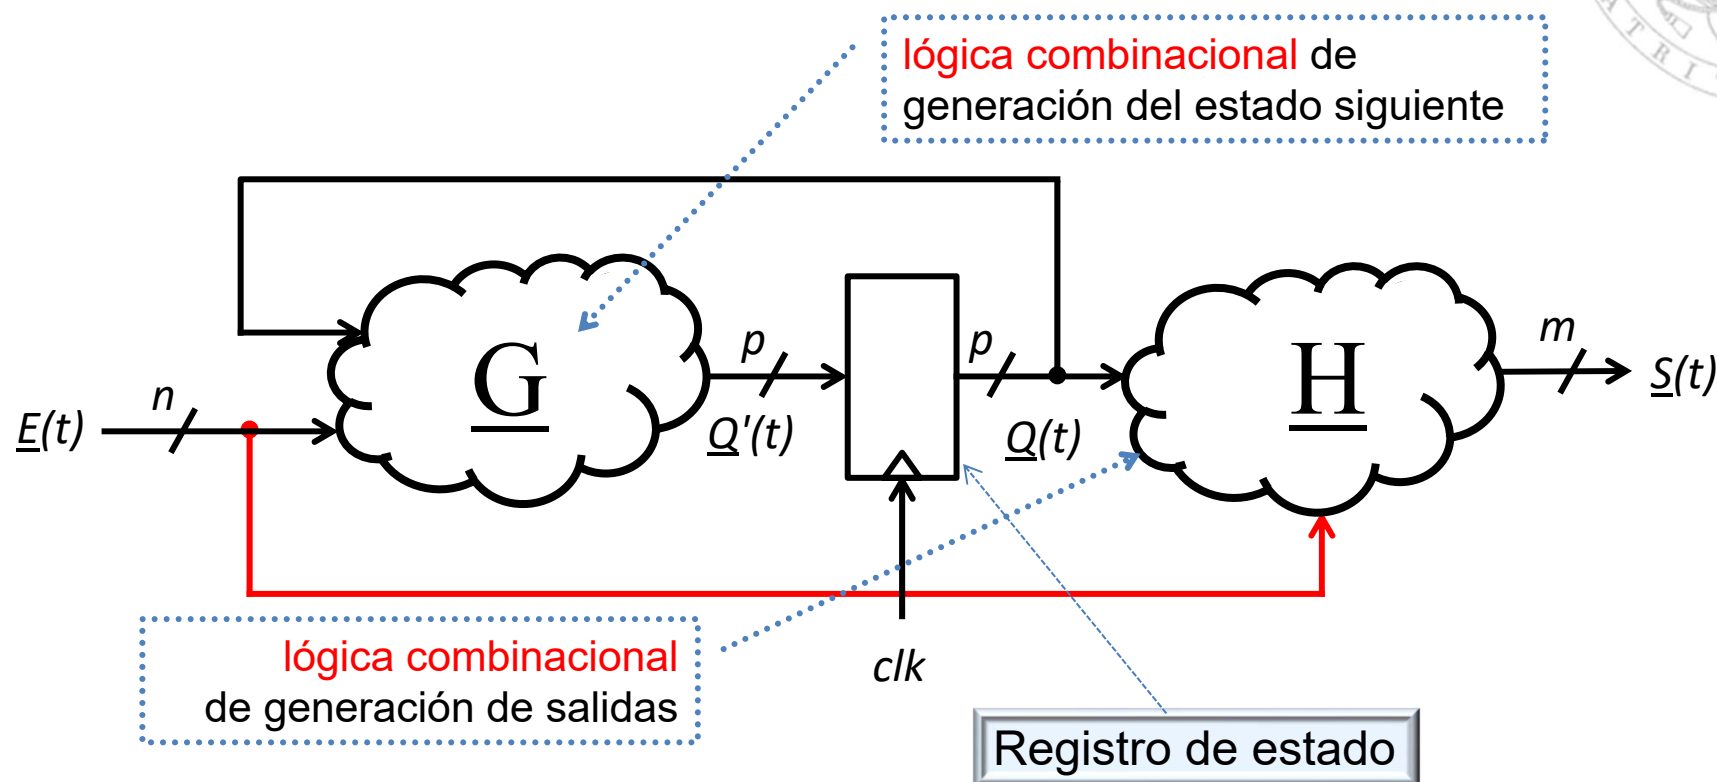 lógica combinacional de
generación del estado siguiente
G
H
n
p
p
m
E(t)
Q'(t)
Q(t)
S(t)
clk
lógica combinacional
de generación de salidas
Registro de estado